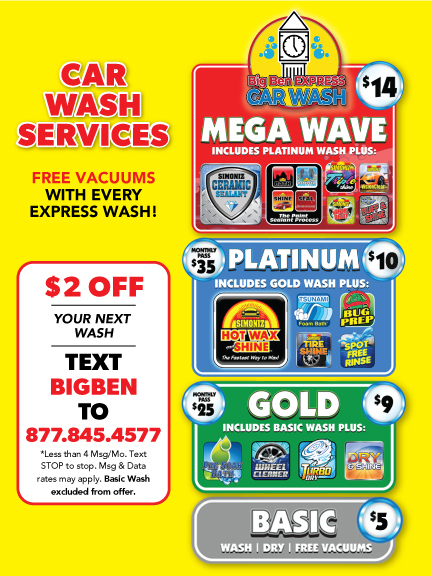 Big Ben EXPRESS
CAR WASH
CAR
WASH
SERVICES
FREE VACUUMS
WITH EVERY
EXPRESS WASH!
$2 OFF
YOUR NEXT
WASH
TEXT
BIGBEN
TO
877.845.4577
*Less than 4 Msg/Mo. Text
STOP to stop. Msg & Data
rates may apply. Basic Wash
excluded from offer.
$14
MEGA WAVE
INCLUDES PLATINUM WASH PLUS:
SIMONIZ
CERAMIC
SEALANT
SHINE
SEAL
The Paint
Sealant Process
MONTHLY
PASS
$35
PLATINUM
$10
INCLUDES GOLD WASH PLUS:
SIMONIZ
HOT WAX
and
SHINE
The Fastest Way to Wax!
TSUNAMI
Foam Bath
BUG
PREP
TIRE
SHINE
SPOT
FREE
RINSE
MONTHLY
PASS
$25
GOLD
$9
INCLUDES BASIC WASH PLUS:
WHEEL
CLEANER
TURBO
DRY
DRY
& SHINE
BASIC
$5
WASH | DRY | FREE VACUUMS